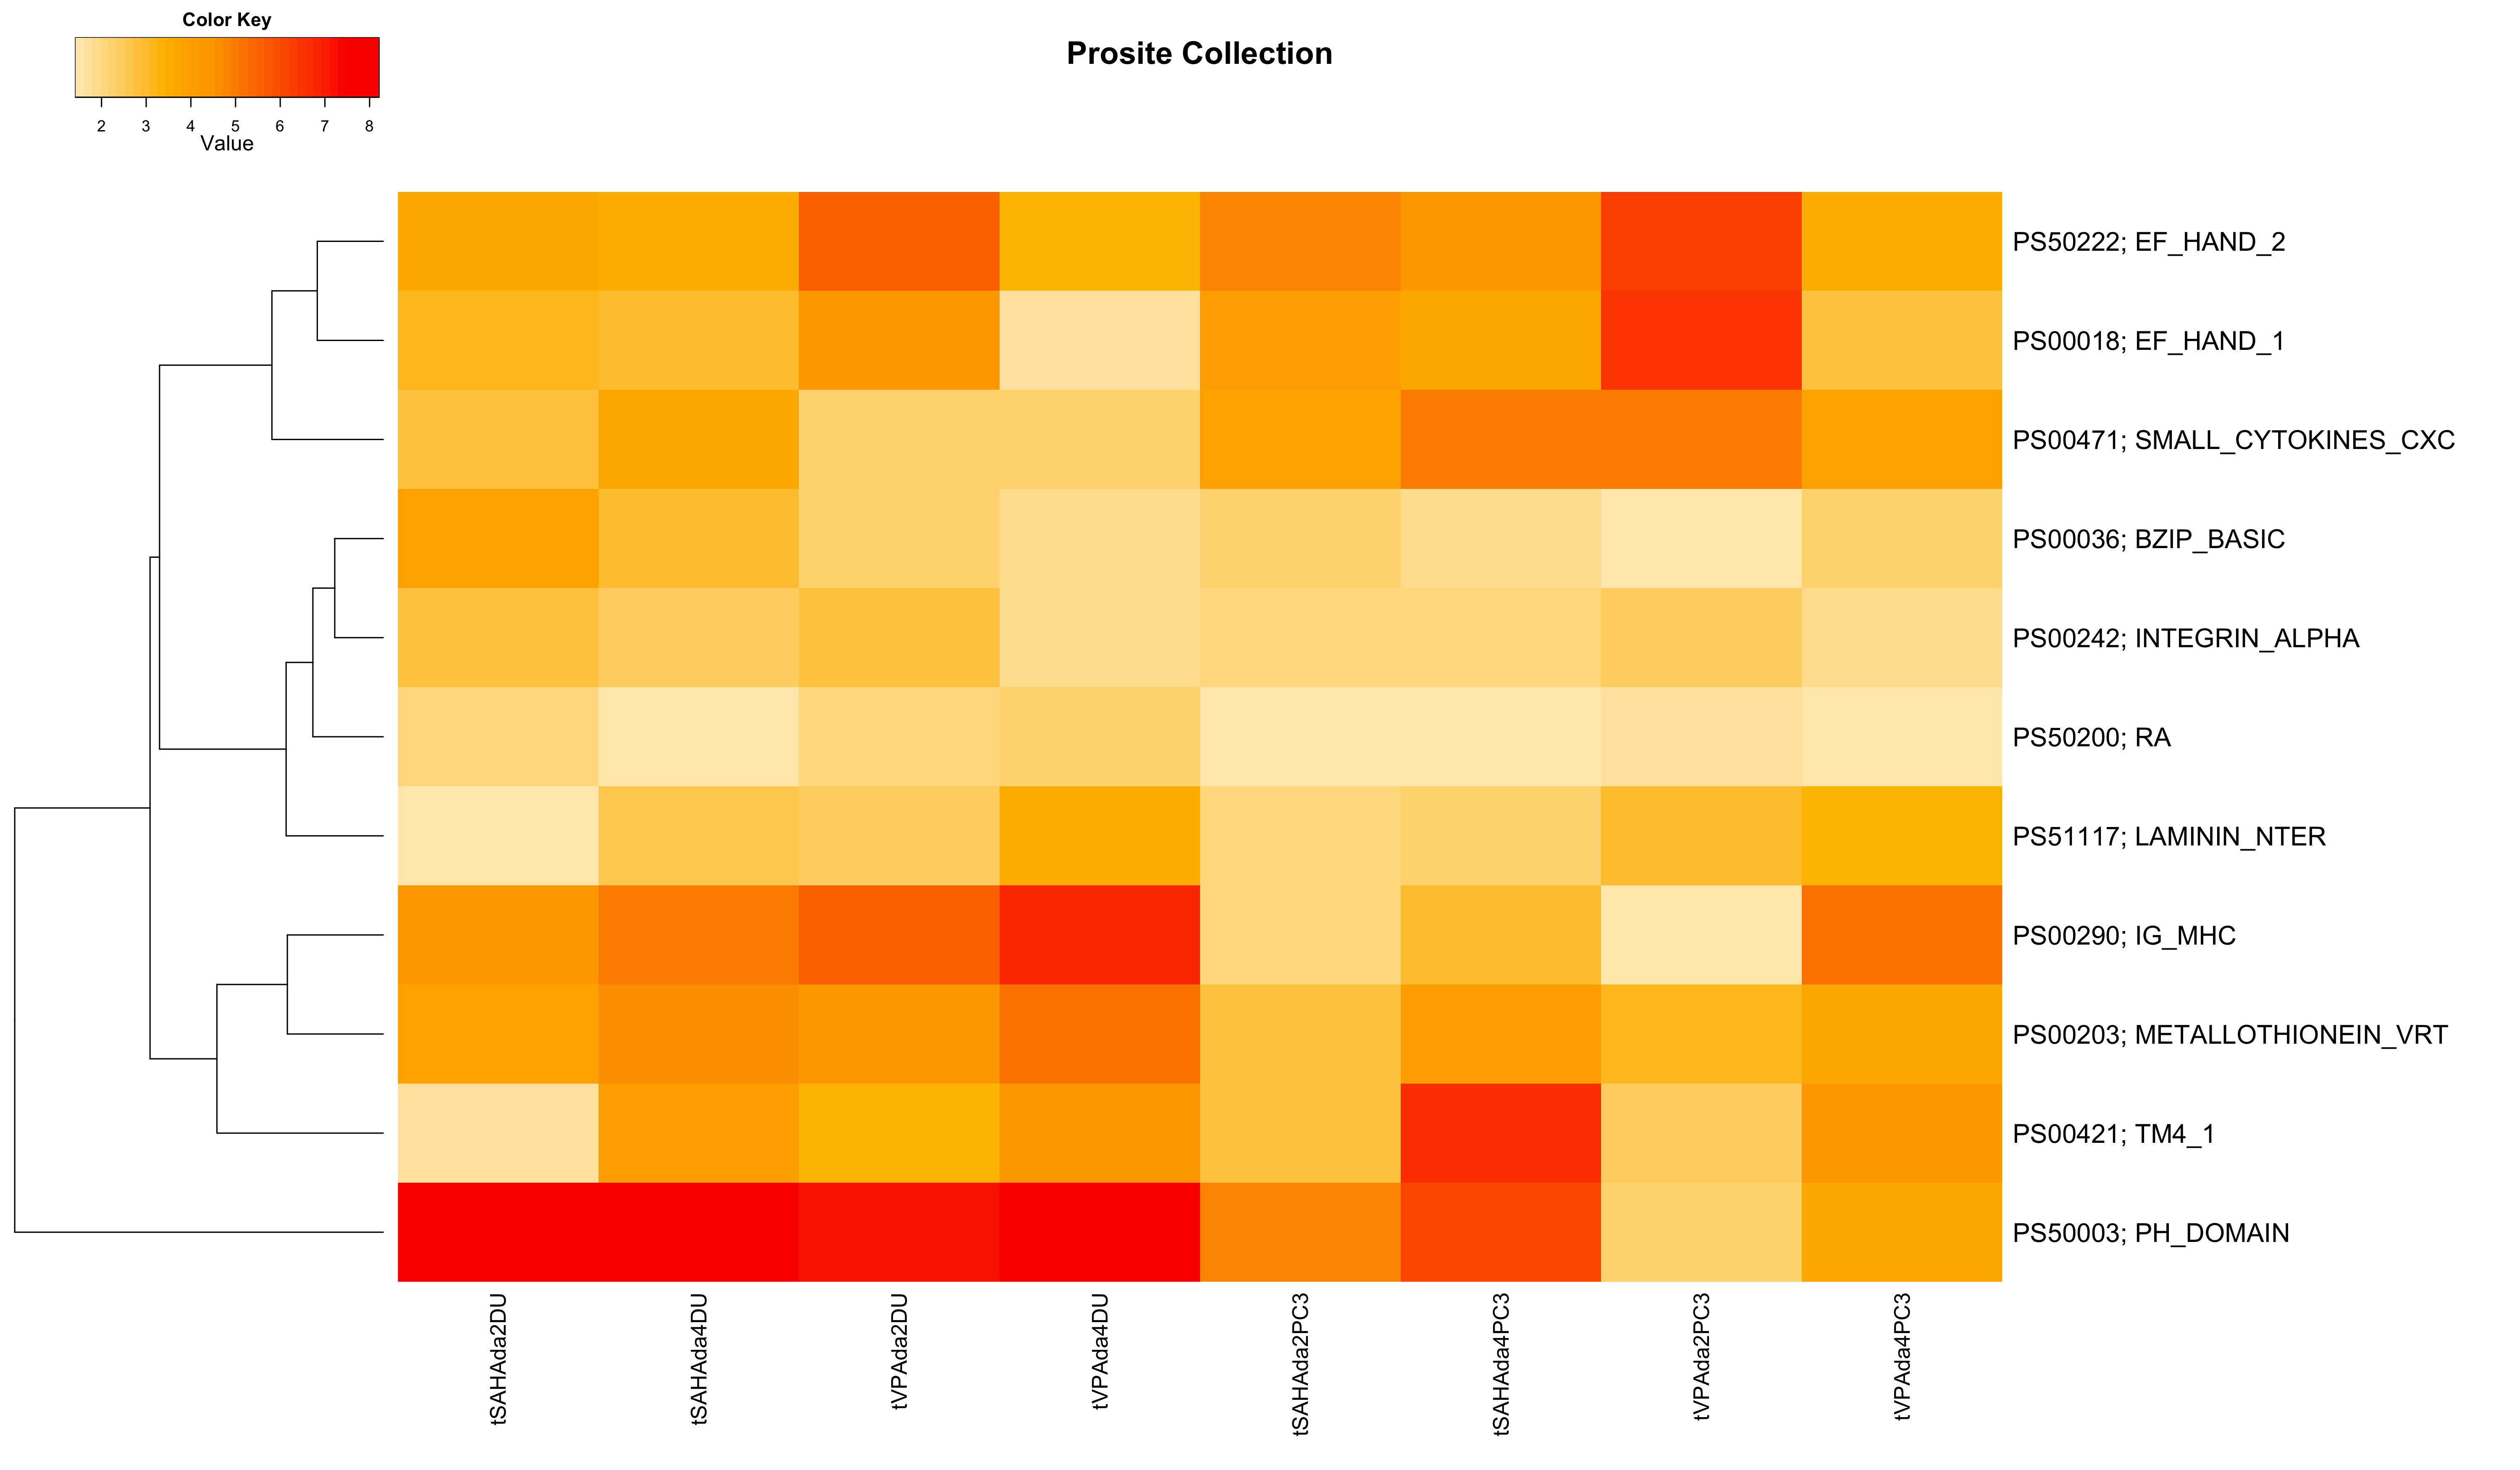 Color Key
2 3 4 5 6 7 8
Value
Prosite Collection
PS50222; EF_HAND_2
PS00018; EF_HAND_1
PS00471; SMALL_CYTOKINES_CXC
PS00036; BZIP_BASIC
PS00242; INTEGRIN_ALPHA
PS50200; RA
PS51117; LAMININ_NTER
PS00290; IG_MHC
PS00203; METALLOTHIONEIN_VRT
PS00421; TM4_1
PS50003; PH_DOMAIN
tSAHAda2DU
tSAHAda4DU
tVPAda2DU
tVPAda4DU
tSAHAda2PC3
tSAHAda4PC3
tVPAda2PC3
tVPAda4PC3